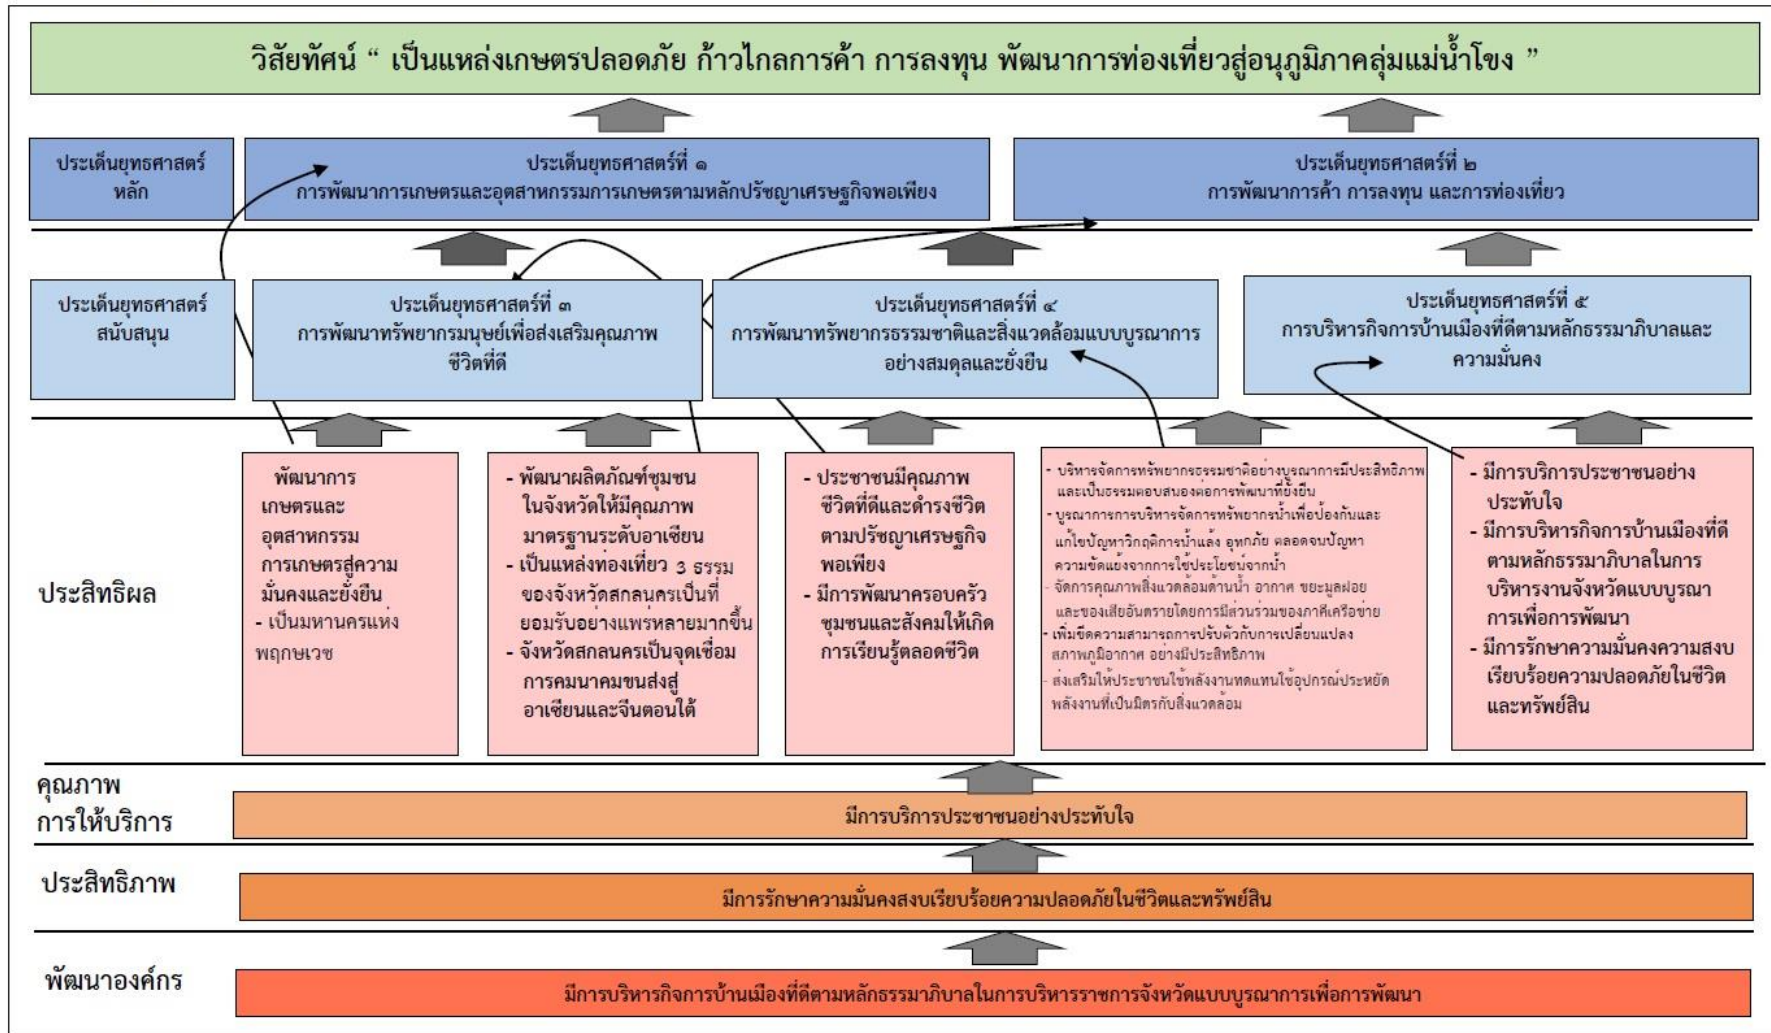 วิสัยทัศน์ “ เป็นแหล่งเกษตรปลอดภัย ก้าวไกลการค้า การลงทุน พัฒนาการท่องเที่ยวสู่อนุภูมิภาคลุ่มแม่น้ำโขง ”
ประเด็นยุทธศาสตร์
หลัก
ประเด็นยุทธศาสตร์ที่ ๑
การพัฒนาการเกษตรและอุตสาหกรรมการเกษตรตามหลักปรัชญาเศรษฐกิจพอเพียง
ประเด็นยุทธศาสตร์ที่ ๒
การพัฒนาการค้า การลงทุน และการท่องเที่ยว
ประเด็นยุทธศาสตร์
สนับสนุน
ประเด็นยุทธศาสตร์ที่ ๓
การพัฒนาทรัพยากรมนุษย์เพื่อส่งเสริมคุณภาพ
ชีวิตที่ดี
ประเด็นยุทธศาสตร์ที่ ๔
การพัฒนาทรัพยากรธรรมชาติและสิ่งแวดล้อมแบบบูรณาการ
อย่างสมดุลและยั่งยืน
ประเด็นยุทธศาสตร์ที่ ๕
การบริหารกิจการบ้านเมืองที่ดีตามหลักธรรมาภิบาลและ
ความมั่นคง
ประสิทธิผล
พัฒนาการ
เกษตรและ
อุตสาหกรรม
การเกษตรสู่ความ
มั่นคงและยั่งยืน
- เป็นมหานครแห่ง
พฤกษเวช
- พัฒนาผลิตภัณฑ์ชุมชน
ในจังหวัดให้มีคุณภาพ
มาตรฐานระดับอาเซียน
- เป็นแหล่งท่องเที่ยว 3 ธรรม
ของจังหวัดสกลนครเป็นที่
ยอมรับอย่างแพร่หลายมากขึ้น
- จังหวัดสกลนครเป็นจุดเชื่อม
การคมนาคมขนส่งสู่
อาเซียนและจีนตอนใต้
- ประชาชนมีคุณภาพ
ชีวิตที่ดีและดำรงชีวิต
ตามปรัชญาเศรษฐกิจ
พอเพียง
- มีการพัฒนาครอบครัว
ชุมชนและสังคมให้เกิด
การเรียนรู้ตลอดชีวิต
- บริหารจัดการทรัพยากรธรรมชาติอย่างบูรณาการมีประสิทธิภาพ
และเป็นธรรมตอบสนองต่อการพัฒนาที่ยั่งยืน
- บูรณาการการบริหารจัดการทรัพยากรน้ำเพื่อป้องกันและ
แก้ไขปัญหาวิกฤติการน้ำแล้ง อุทกภัย ตลอดจนปัญหา
ความขัดแย้งจากการใช้ประโยชน์จากน้ำ
- จัดการคุณภาพสิ่งแวดล้อมด้านน้ำ อากาศ ขยะมูลฝอย
และของเสียอันตรายโดยการมีส่วนร่วมของภาคีเครือข่าย
- เพิ่มขีดความสามารถการปรับตัวกับการเปลี่ยนแปลง
สภาพภูมิอากาศ อย่างมีประสิทธิภาพ
- ส่งเสริมให้ประชาชนใช้พลังงานทดแทนใช้อุปกรณ์ประหยัด
พลังงานที่เป็นมิตรกับสิ่งแวดล้อม
- มีการบริการประชาชนอย่าง
ประทับใจ
- มีการบริหารกิจการบ้านเมืองที่ดี
ตามหลักธรรมาภิบาลในการ
บริหารงานจังหวัดแบบบูรณา
การเพื่อการพัฒนา
- มีการรักษาความมั่นคงความสงบ
เรียบร้อยความปลอดภัยในชีวิต
และทรัพย์สิน
คุณภาพ
การให้บริการ
มีการบริการประชาชนอย่างประทับใจ
ประสิทธิภาพ
มีการรักษาความมั่นคงสงบเรียบร้อยความปลอดภัยในชีวิตและทรัพย์สิน
พัฒนาองค์กร
มีการบริหารกิจการบ้านเมืองที่ดีตามหลักธรรมาภิบาลในการบริหารราชการจังหวัดแบบบูรณาการเพื่อการพัฒนา